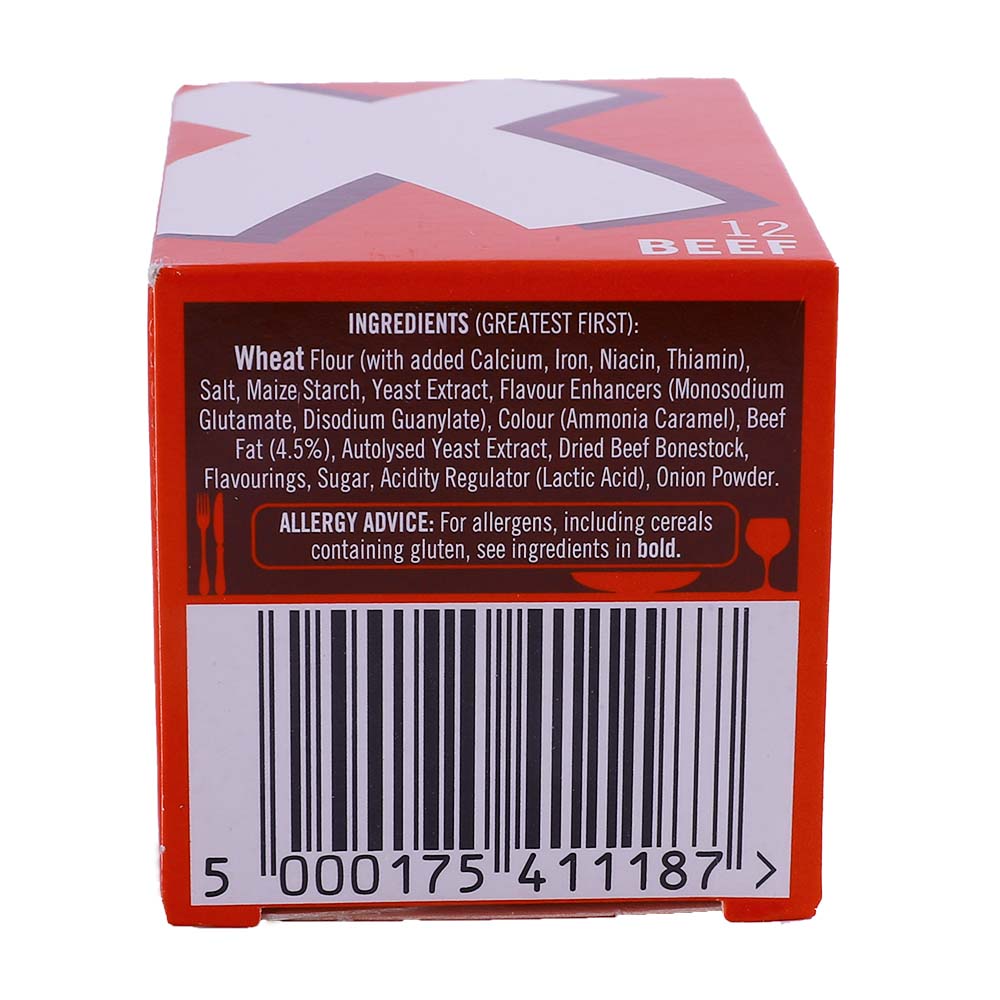 X
12
BEEF
INGREDIENTS (GREATEST FIRST):
Wheat Flour (with added Calcium, Iron, Niacin, Thiamin),
Salt, Maize Starch, Yeast Extract, Flavour Enhancers (Monosodium
Glutamate, Disodium Guanylate), Colour (Ammonia Caramel), Beef
Fat (4.5%), Autolysed Yeast Extract, Dried Beef Bonestock,
Flavourings, Sugar, Acidity Regulator (Lactic Acid), Onion Powder.
ALLERGY ADVICE: For allergens, including cereals
containing gluten, see ingredients in bold.
5 000175 411187 >